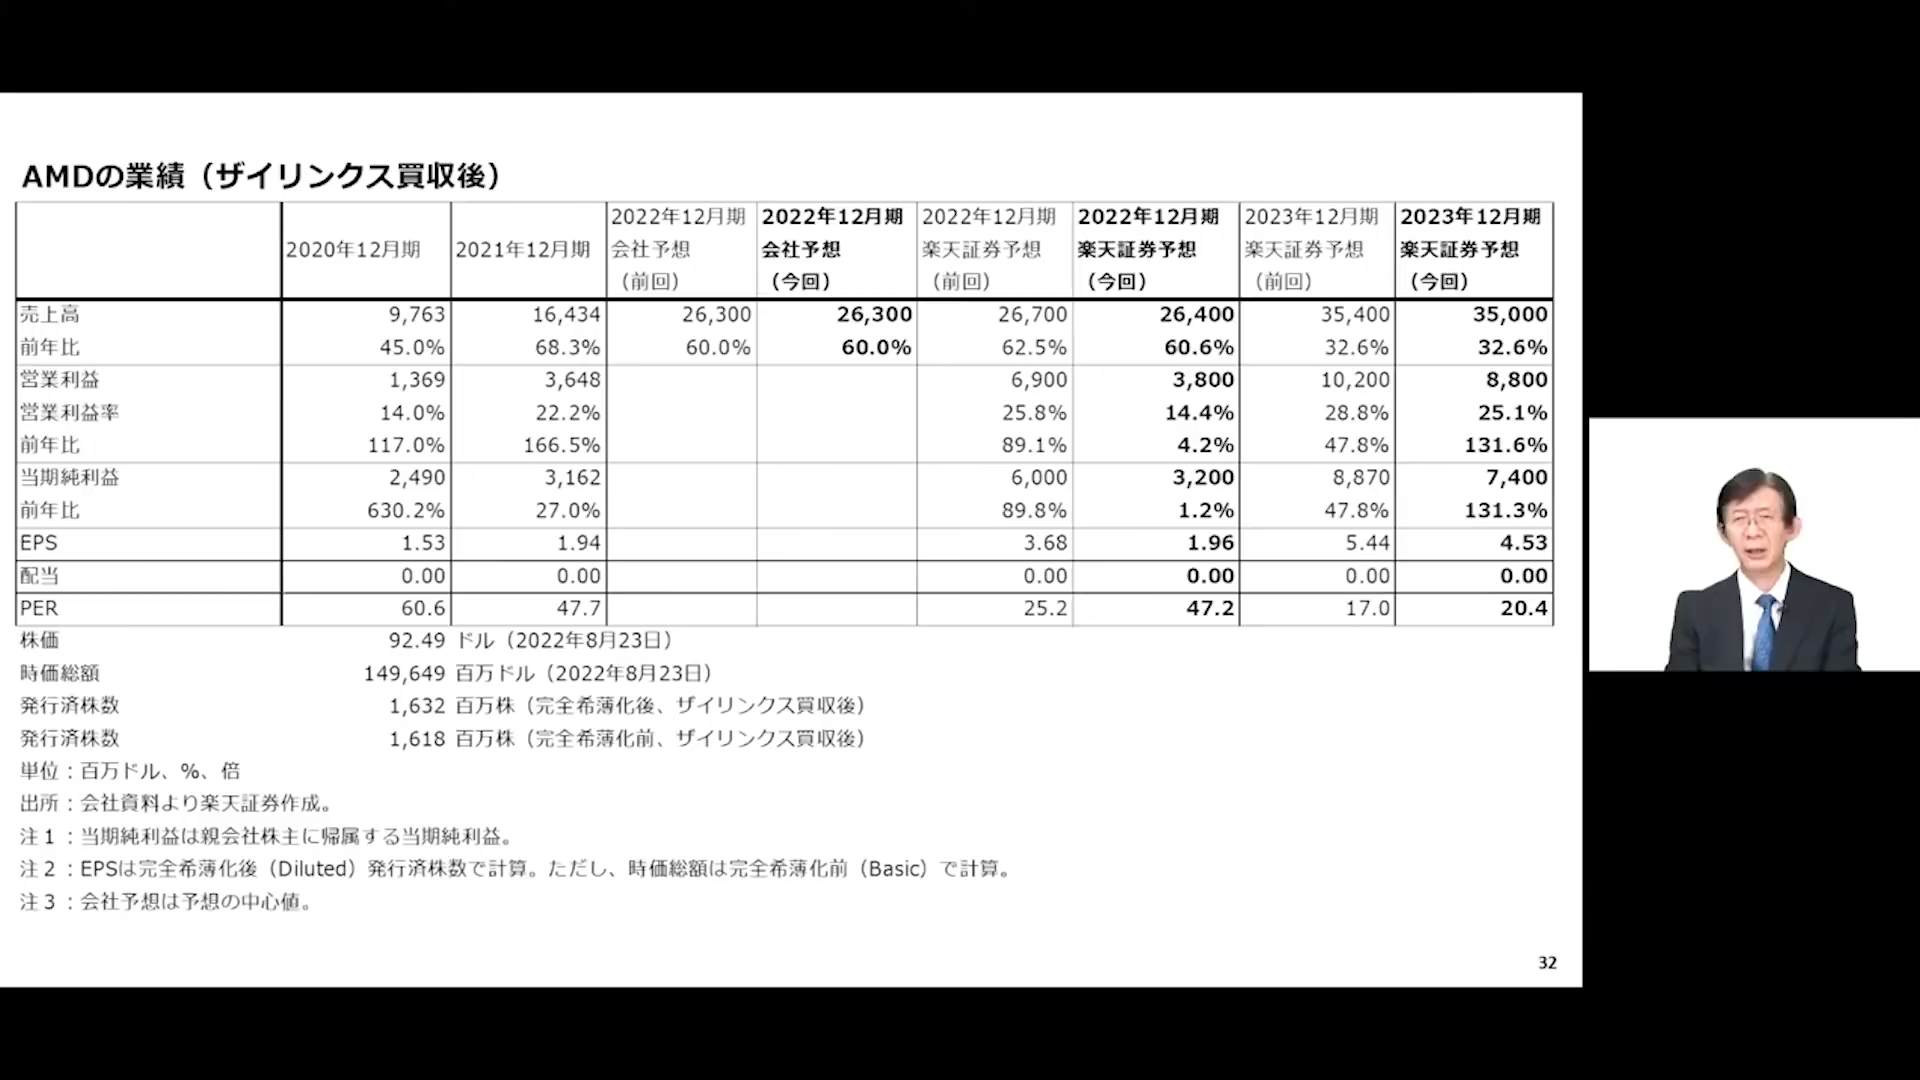 AMDの業績（ザイリンクス買収後）
2020年12月期 2021年12月期 2022年12月期 会社予想 （前回） 2022年12月期 会社予想 （今回） 2022年12月期 楽天証券予想 （前回） 2022年12月期 楽天証券予想 （今回） 2023年12月期 楽天証券予想 （前回） 2023年12月期 楽天証券予想 （今回）
売上高 9,763 16,434 26,300 26,300 26,700 26,400 35,400 35,000
前年比 45.0% 68.3% 60.0% 60.0% 62.5% 60.6% 32.6% 32.6%
営業利益 1,369 3,648 6,900 3,800 10,200 8,800
営業利益率 14.0% 22.2% 25.8% 14.4% 28.8% 25.1%
前年比 117.0% 166.5% 89.1% 4.2% 47.8% 131.6%
当期純利益 2,490 3,162 6,000 3,200 8,870 7,400
前年比 630.2% 27.0% 89.8% 1.2% 47.8% 131.3%
EPS 1.53 1.94 3.68 1.96 5.44 4.53
配当 0.00 0.00 0.00 0.00 0.00 0.00
PER 60.6 47.7 25.2 47.2 17.0 20.4
株価 92.49 ドル（2022年8月23日）
時価総額 149,649 百万ドル（2022年8月23日）
発行済株数 1,632 百万株（完全希薄化後、ザイリンクス買収後）
発行済株数 1,618 百万株（完全希薄化前、ザイリンクス買収後）
単位：百万ドル、%、倍
出所：会社資料より楽天証券作成。
注１：当期純利益は親会社株主に帰属する当期純利益。
注２：EPSは完全希薄化後（Diluted）発行済株数で計算。ただし、時価総額は完全希薄化前（Basic）で計算。
注３：会社予想は予想の中心値。
32